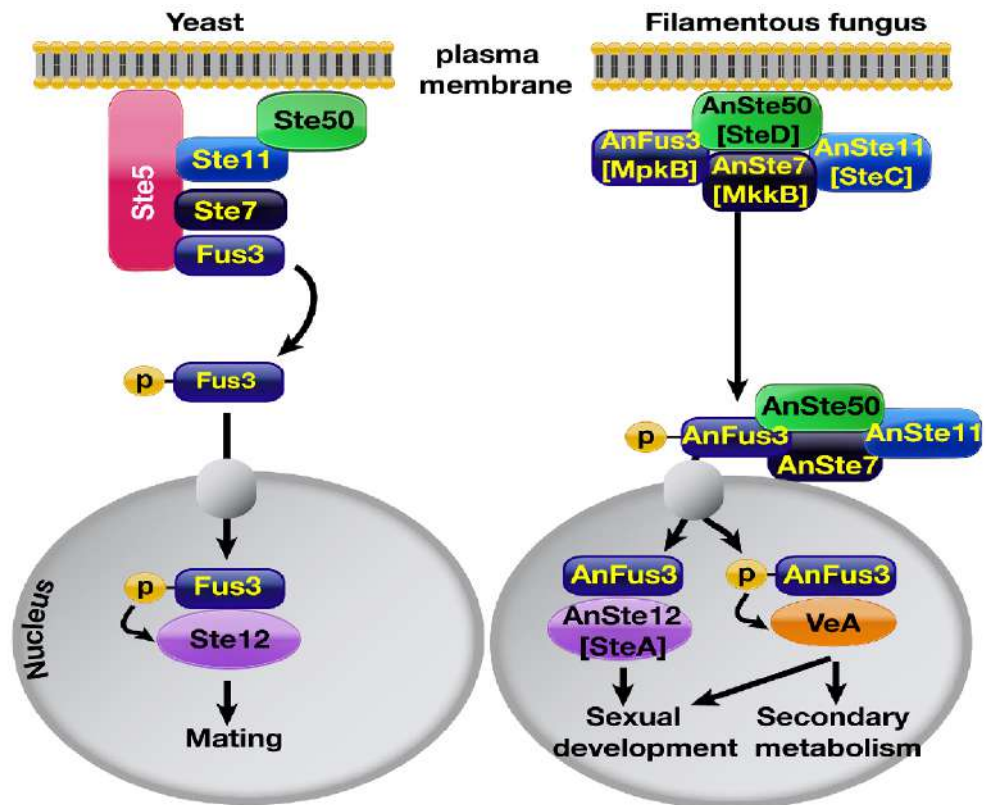 Yeast
plasma
membrane
Ste5
Ste50
Ste11
Ste7
Fus3
p
Fus3
Nucleus
p
Fus3
Ste12
Mating
Filamentous fungus
AnSte50
[SteD]
AnFus3
[MpkB]
AnSte7
[MkkB]
AnSte11
[SteC]
AnSte50
p
AnFus3
AnSte11
AnSte7
AnFus3
AnSte12
[SteA]
p
AnFus3
VeA
Sexual
development
Secondary
metabolism